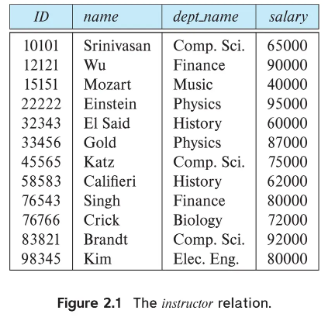 ID name dept_name salary
10101 Srinivasan Comp. Sci. 65000
12121 Wu Finance 90000
15151 Mozart Music 40000
22222 Einstein Physics 95000
32343 El Said History 60000
33456 Gold Physics 87000
45565 Katz Comp. Sci. 75000
58583 Califieri History 62000
76543 Singh Finance 80000
76766 Crick Biology 72000
83821 Brandt Comp. Sci. 92000
98345 Kim Elec. Eng. 80000
Figure 2.1 The instructor relation.